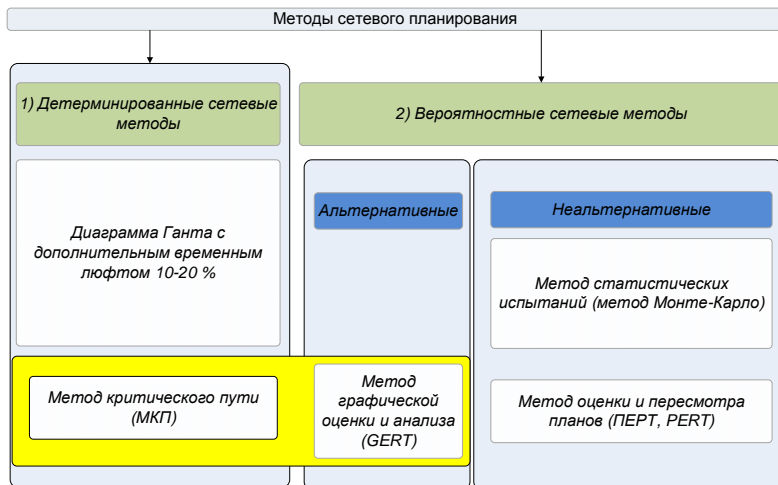 Методы сетевого планирования
1) Детерминированные сетевые
методы
2) Вероятностные сетевые методы
Диаграмма Ганта с
дополнительным временным
люфтом 10-20 %
Альтернативные
Неальтернативные
Метод статистических
испытаний (метод Монте-Карло)
Метод критического пути
(МКП)
Метод
графической
оценки и анализа
(GERT)
Метод оценки и пересмотра
планов (ПЕРТ, PERT)